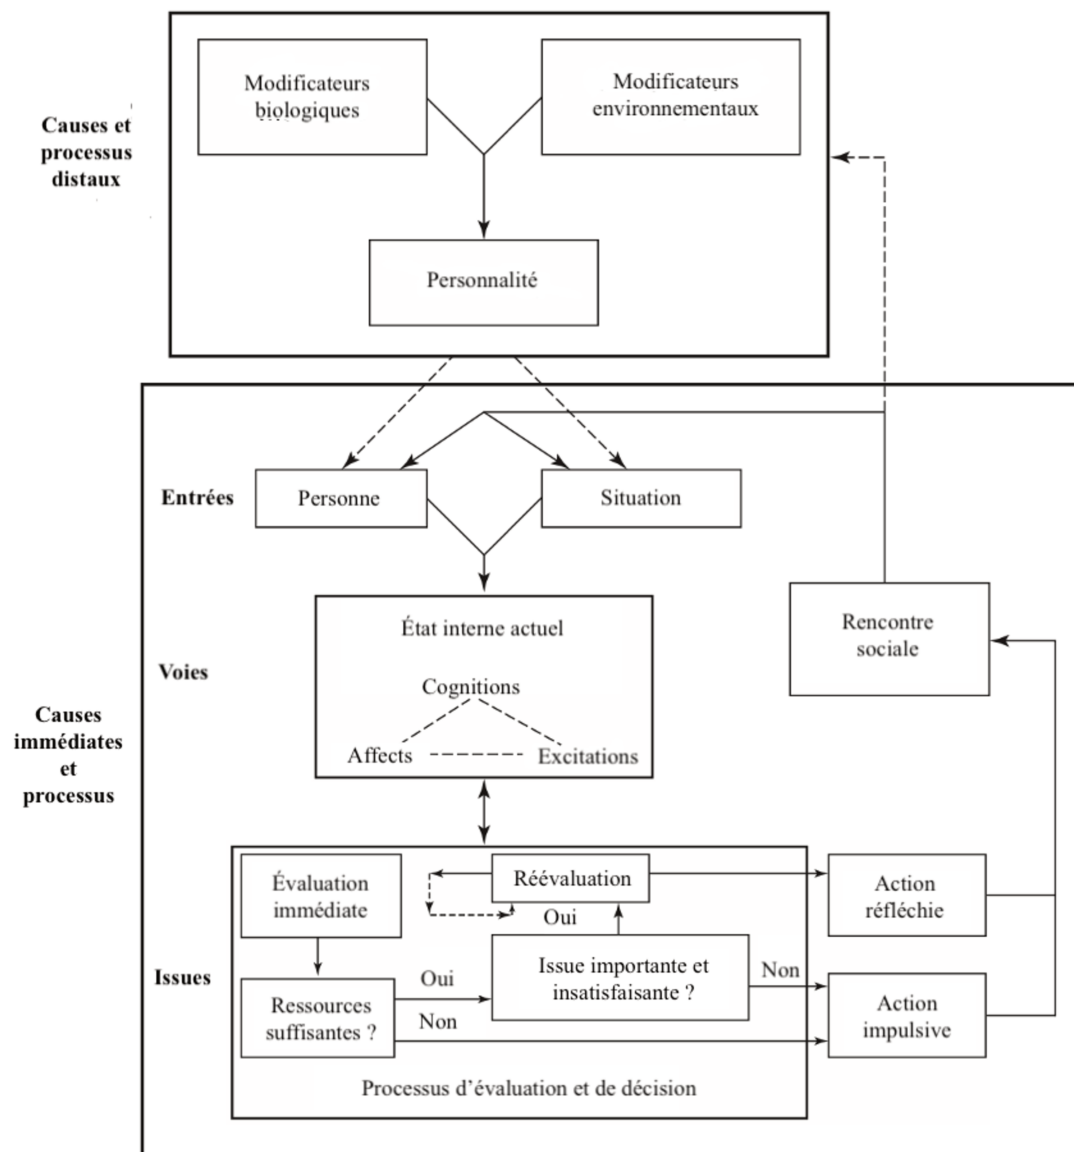 Modificateurs
biologiques
Modificateurs
environnementaux
Causes et
processus
distaux
Personnalité
Entrées
Personne
Situation
État interne actuel
Cognitions
Affects
Excitations
Voies
Rencontre
sociale
Causes
immédiates
et
processus
Évaluation
immédiate
Réévaluation
Oui
Action
réfléchie
Issues
Ressources
suffisantes ?
Oui
Non
Issue importante et
insatisfaisante ?
Non
Action
impulsive
Processus d’évaluation et de décision